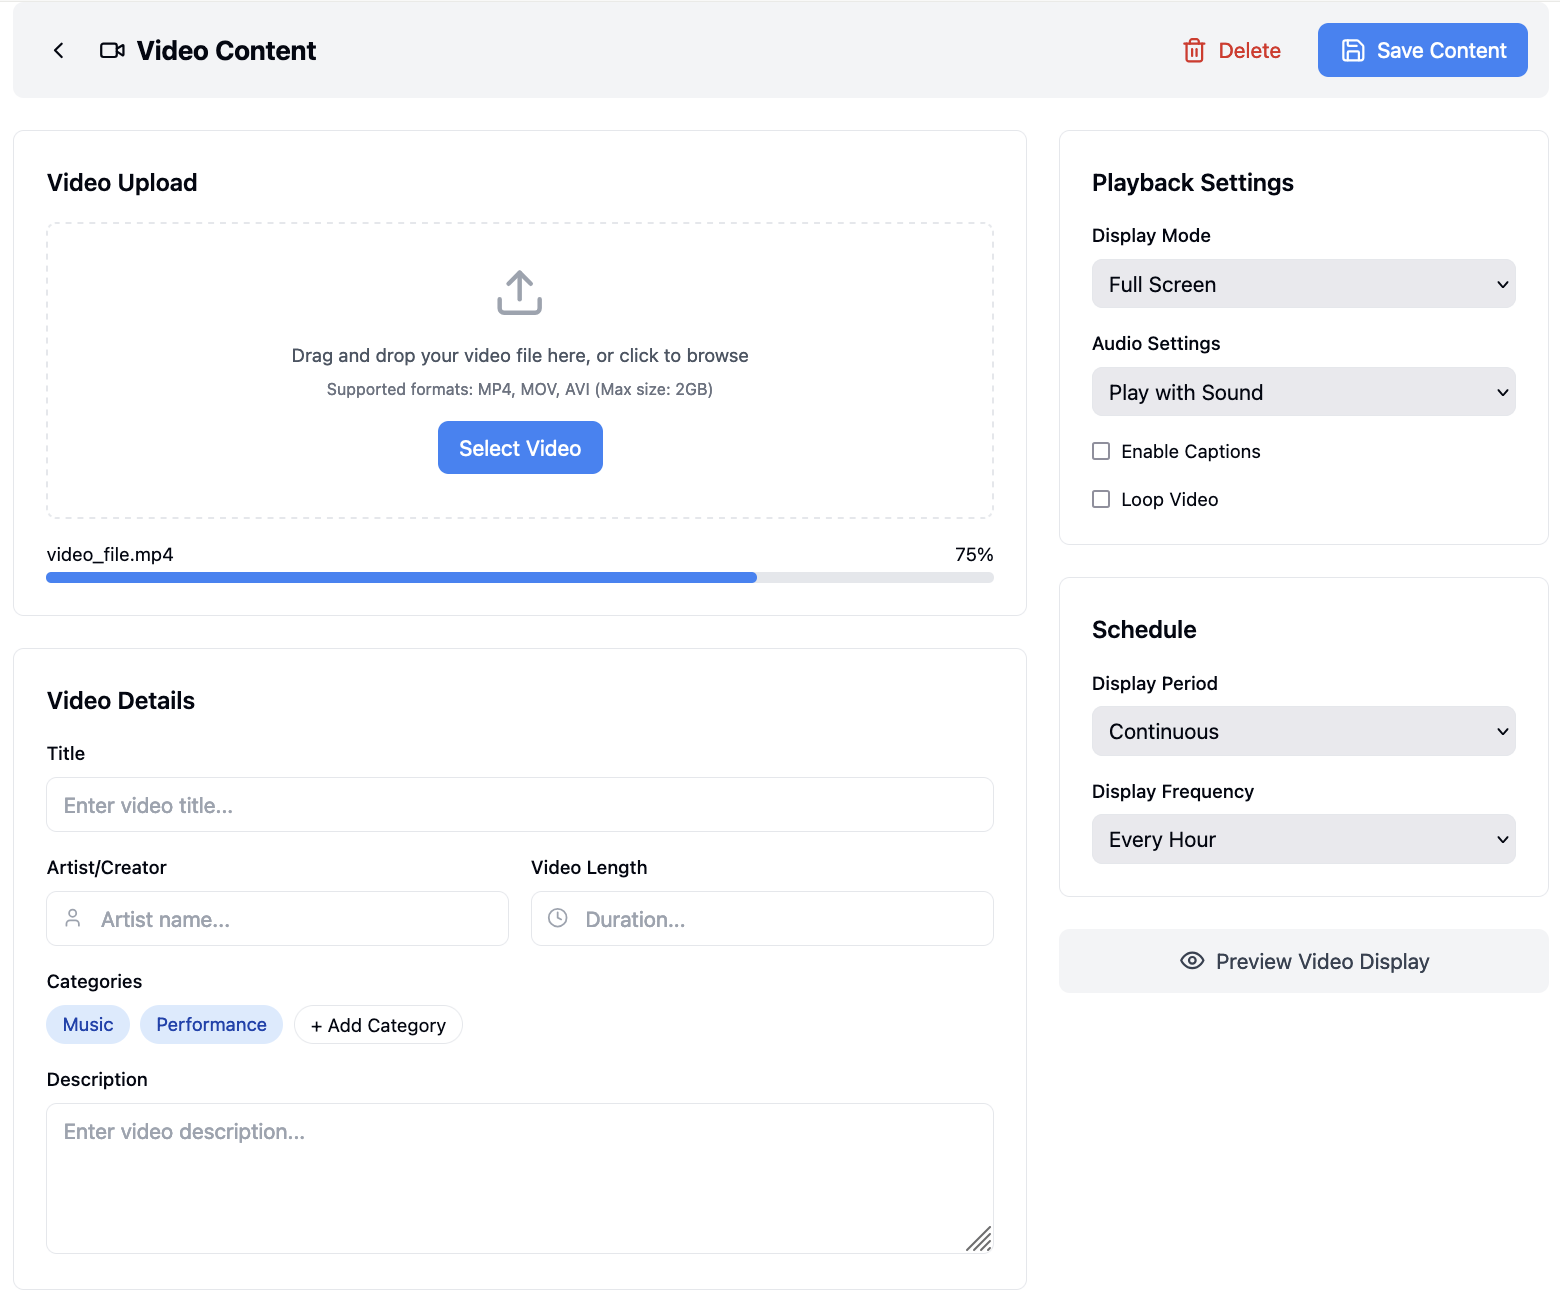 Video Content
Delete
Save Content
Video Upload
Drag and drop your video file here, or click to browse
Supported formats: MP4, MOV, AVI (Max size: 2GB)
Select Video
video_file.mp4
75%
Video Details
Title
Enter video title...
Artist/Creator
Artist name...
Video Length
Duration...
Categories
Music
Performance
+ Add Category
Description
Enter video description...
Playback Settings
Display Mode
Full Screen
Audio Settings
Play with Sound
Enable Captions
Loop Video
Schedule
Display Period
Continuous
Display Frequency
Every Hour
Preview Video Display